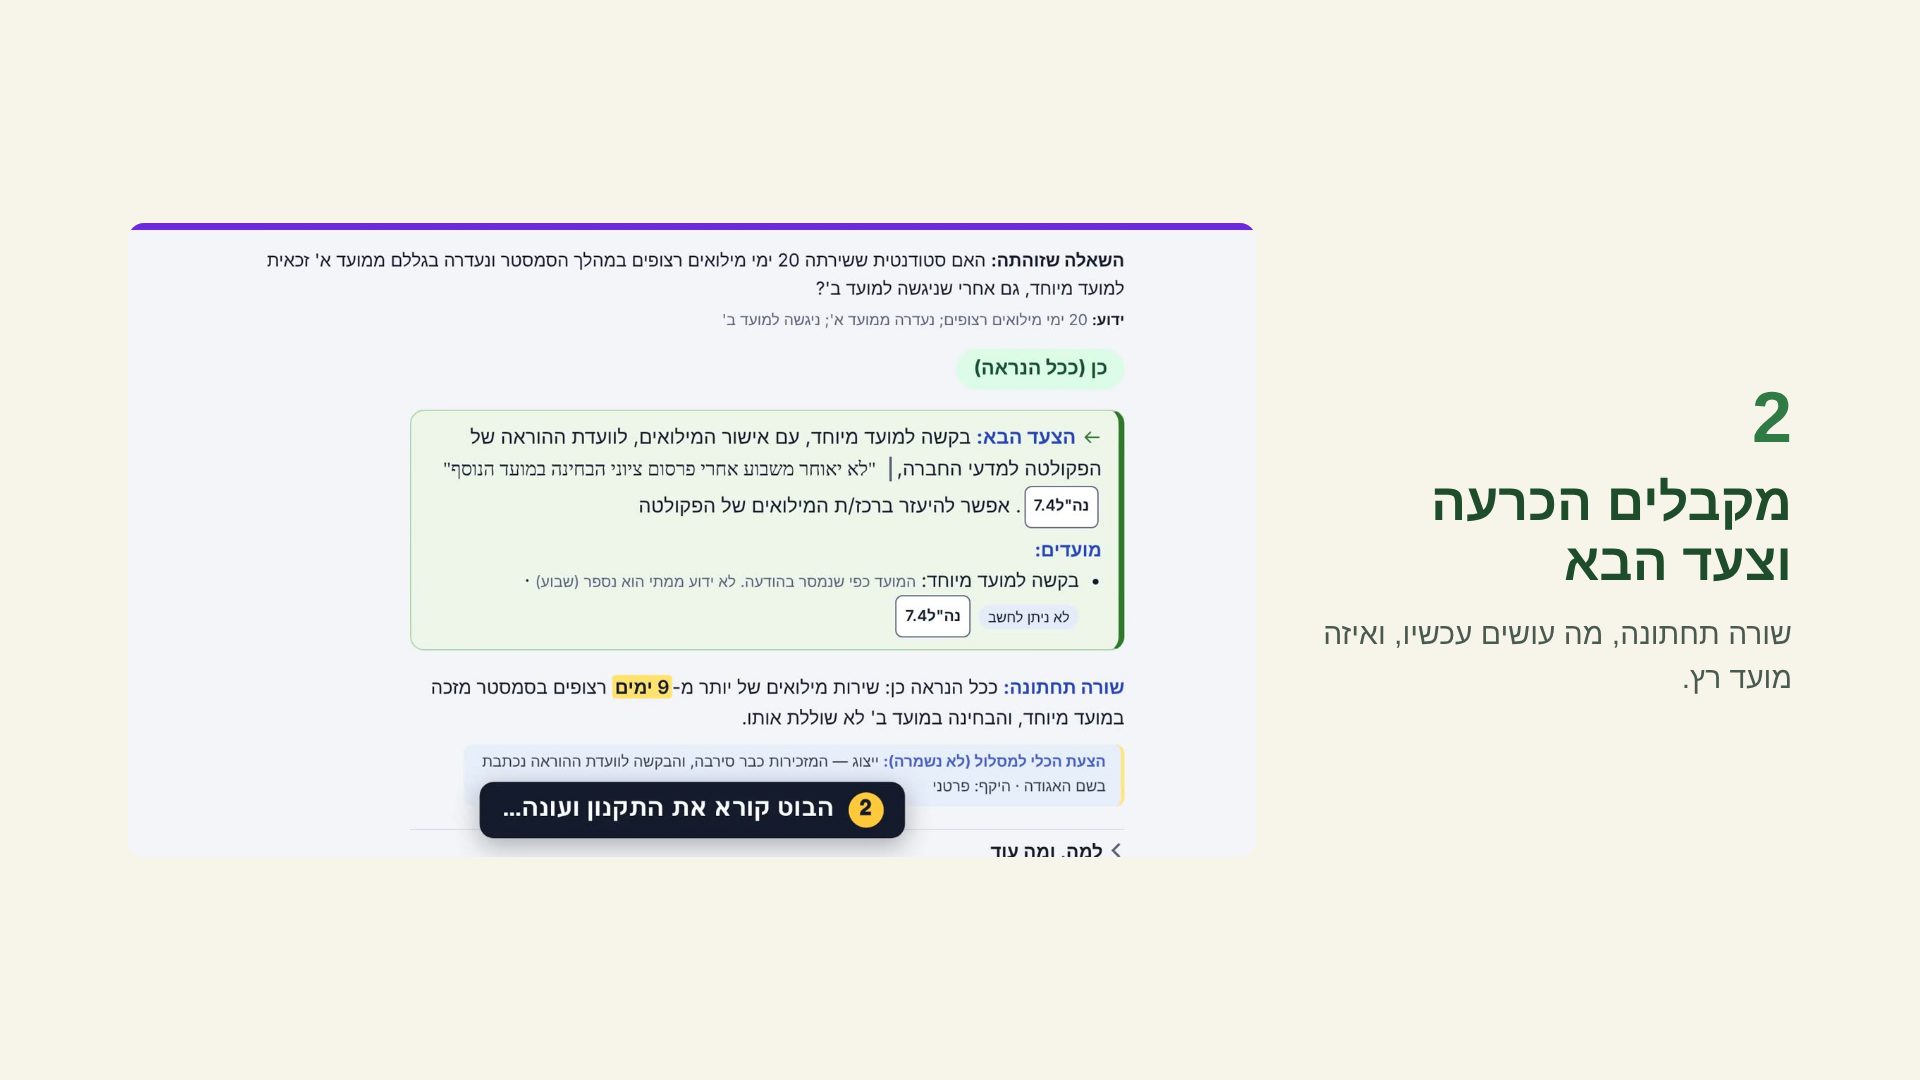 2
מקבלים הכרעה
וצעד הבא
שורה תחתונה, מה עושים עכשיו, ואיזה
מועד רץ.
השאלה שזוהתה: האם סטודנטית ששירתה 20 ימי מילואים רצופים במהלך הסמסטר ונעדרה בגללם ממועד א' זכאית
למועד מיוחד, גם אחרי שניגשה למועד ב'?
ידוע: 20 ימי מילואים רצופים; נעדרה ממועד א'; ניגשה למועד ב'
כן (ככל הנראה)
← הצעד הבא: בקשה למועד מיוחד, עם אישור המילואים, לוועדת ההוראה של
הפקולטה למדעי החברה, "לא יאוחר משבוע אחרי פרסום ציוני הבחינה במועד הנוסף"
נה"ל7.4 . אפשר להיעזר ברכז/ת המילואים של הפקולטה
מועדים:
• בקשה למועד מיוחד: המועד כפי שנמסר בהודעה. לא ידוע ממתי הוא נספר (שבוע) ·
לא ניתן לחשב נה"ל7.4
שורה תחתונה: ככל הנראה כן: שירות מילואים של יותר מ-9 ימים רצופים בסמסטר מזכה
במועד מיוחד, והבחינה במועד ב' לא שוללת אותו.
הצעת הכלי למסלול (לא נשמרה): ייצוג — המזכירות כבר סירבה, והבקשה לוועדת ההוראה נכתבת
בשם האגודה · היקף: פרטני
2 הבוט קורא את התקנון ועונה...
למה, ומה עוד